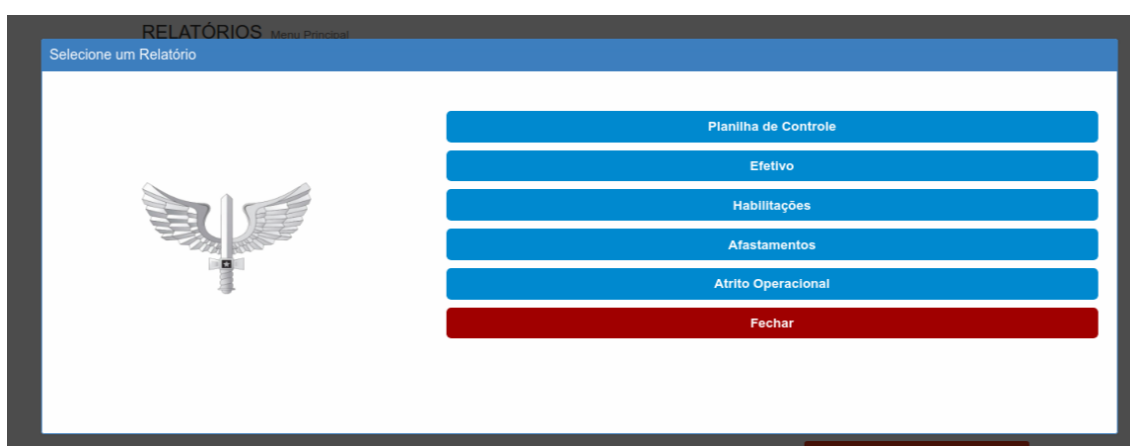 RELATÓRIOS Menu Principal
Selecione um Relatório
Planilha de Controle
Efetivo
Habilitações
Afastamentos
Atrito Operacional
Fechar